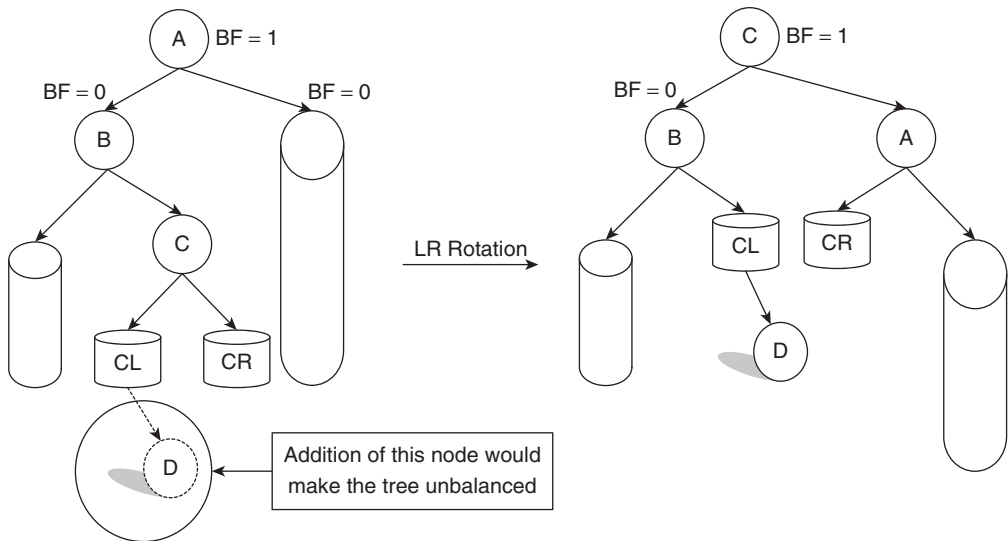 A
BF = 1
BF = 0
BF = 0
B
C
CL
CR
D
Addition of this node would
make the tree unbalanced
LR Rotation
C
BF = 1
BF = 0
B
A
CL
CR
D